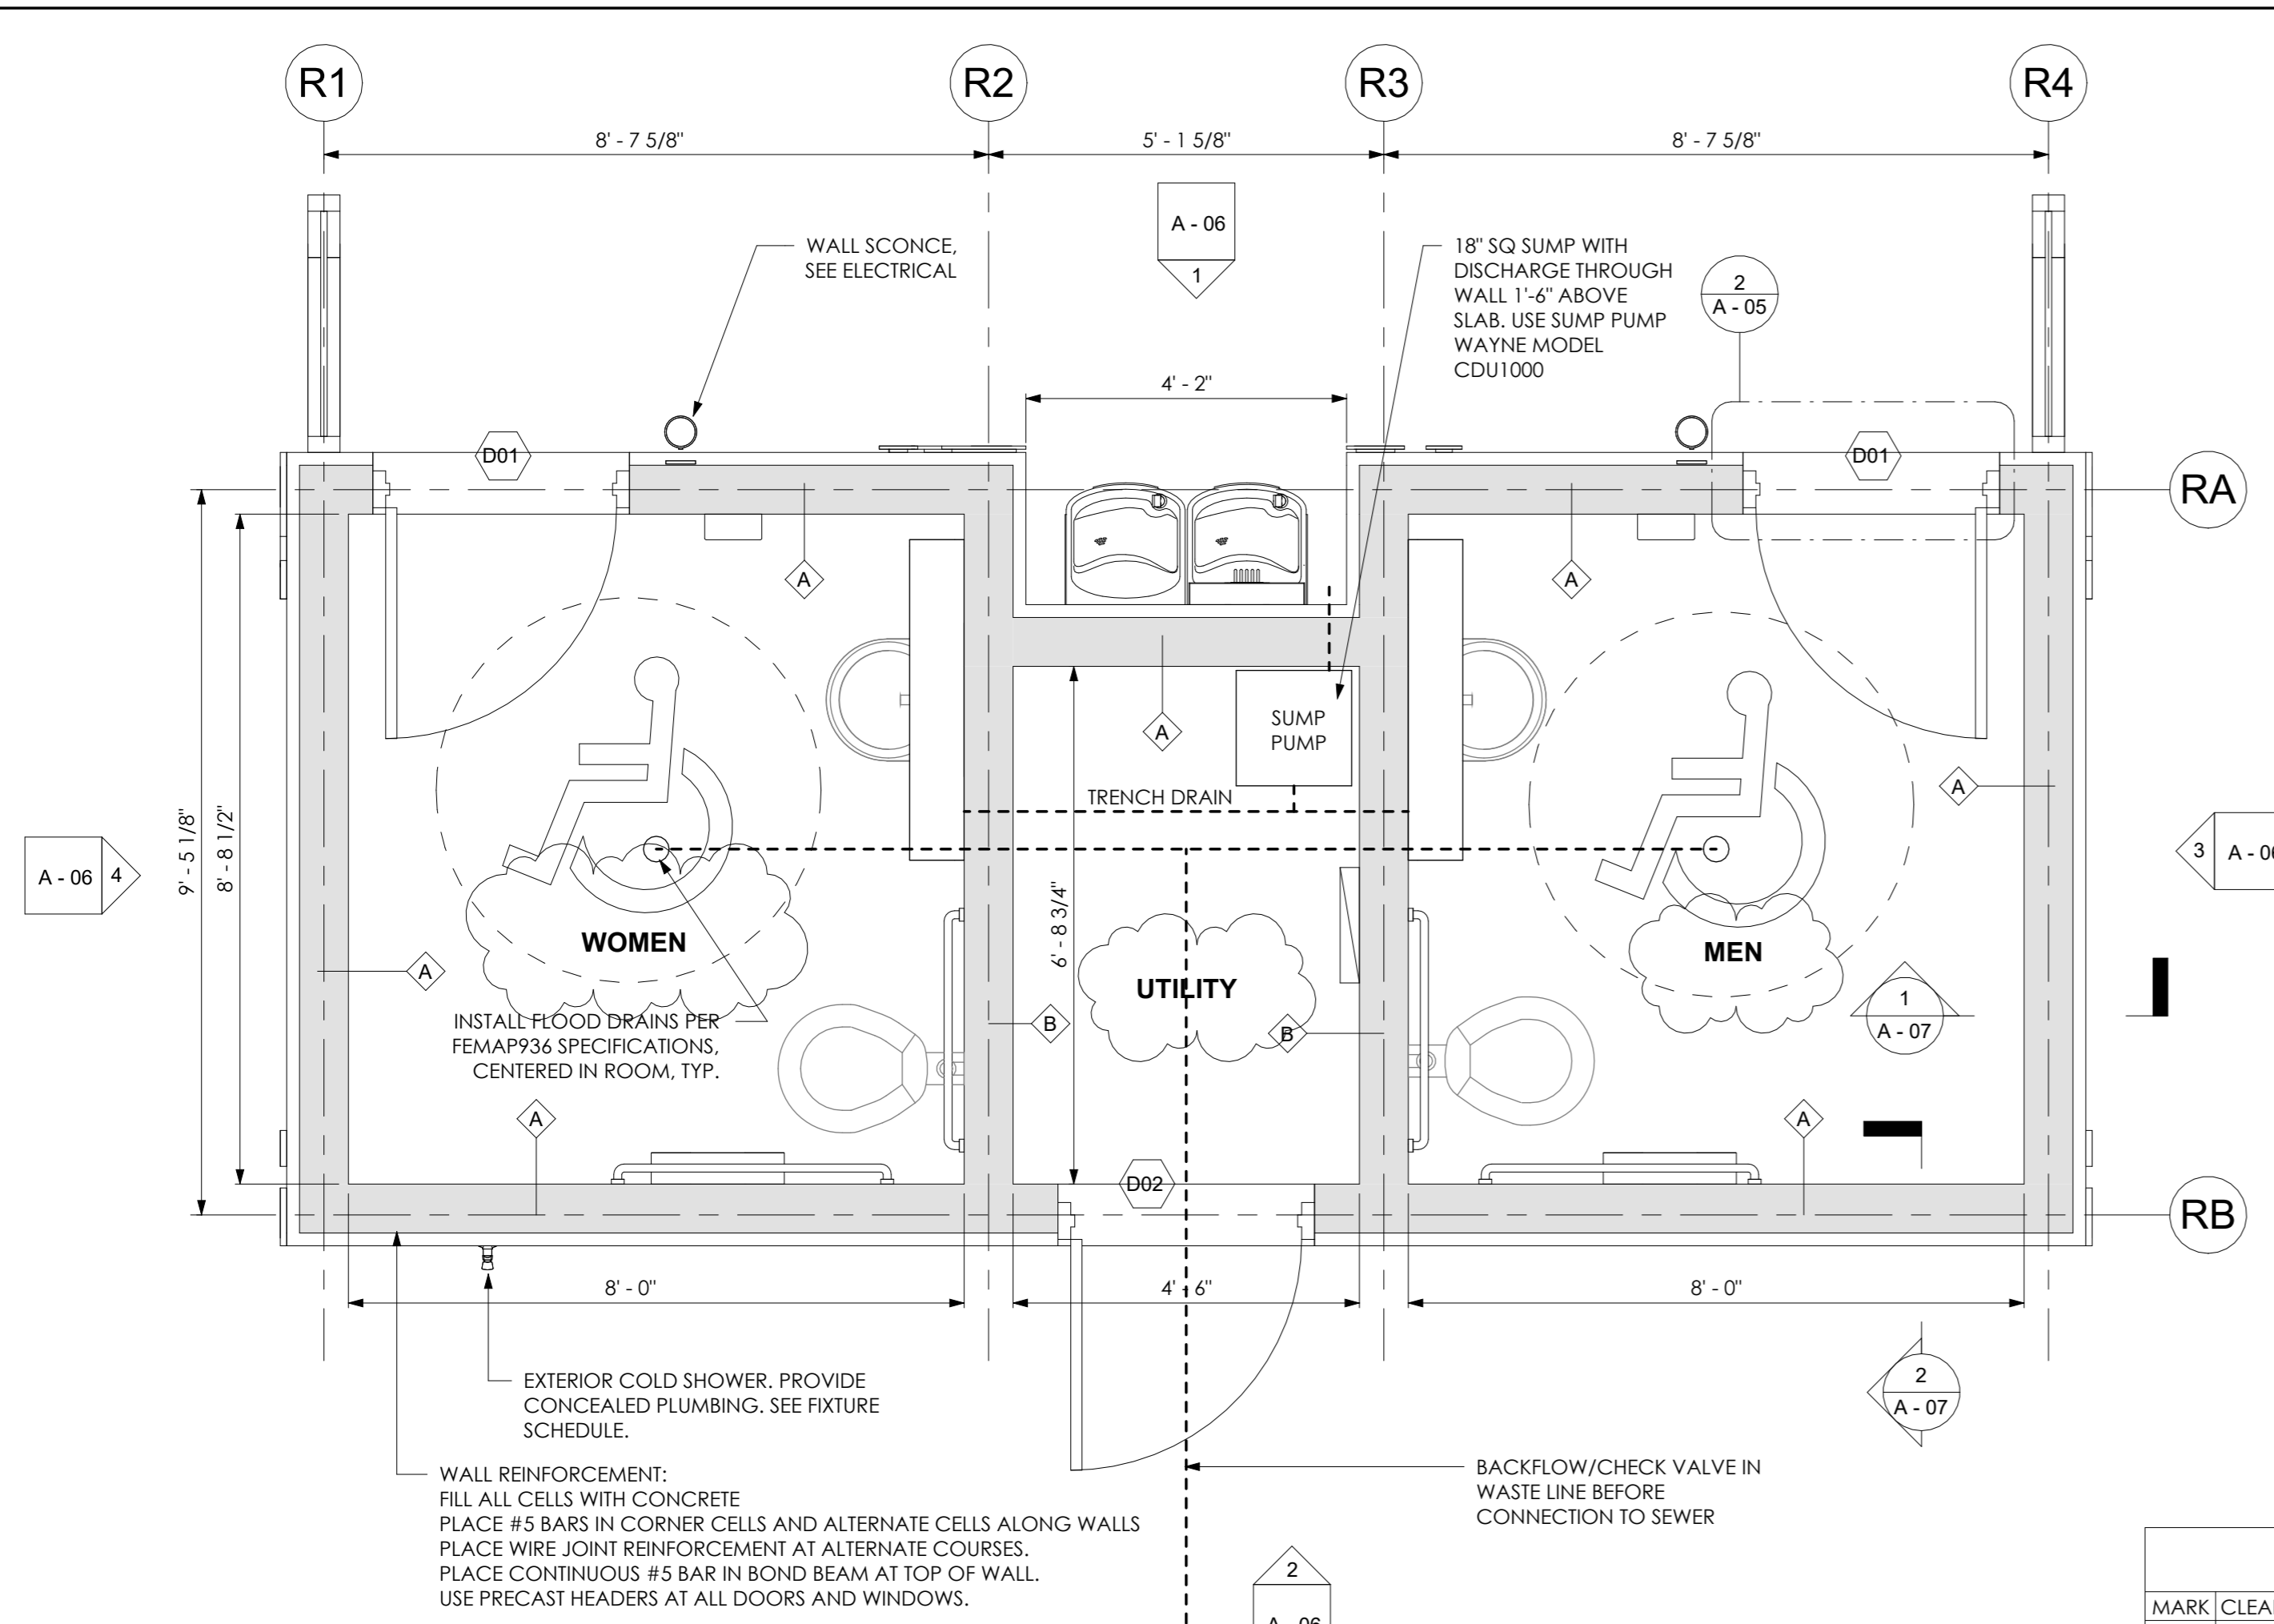 R1
R2
R3
R4
8' - 7 5/8"
5' - 1 5/8"
8' - 7 5/8"
A - 06
1
WALL SCONCE,
SEE ELECTRICAL
18" SQ SUMP WITH
DISCHARGE THROUGH
WALL 1'-6" ABOVE
SLAB. USE SUMP PUMP
WAYNE MODEL
CDU1000
2
A - 05
4' - 2"
D01
D01
RA
A
A
SUMP
PUMP
A
A
TRENCH DRAIN
9' - 5 1/8"
8' - 8 1/2"
A - 06 4
3 A - 06
6' - 8 3/4"
WOMEN
MEN
UTILITY
A
1
A - 07
INSTALL FLOOD DRAINS PER
FEMAP936 SPECIFICATIONS,
CENTERED IN ROOM, TYP.
B
B
A
A
D02
RB
8' - 0"
4' - 6"
8' - 0"
EXTERIOR COLD SHOWER. PROVIDE
CONCEALED PLUMBING. SEE FIXTURE
SCHEDULE.
2
A - 07
WALL REINFORCEMENT:
FILL ALL CELLS WITH CONCRETE
PLACE #5 BARS IN CORNER CELLS AND ALTERNATE CELLS ALONG WALLS
PLACE WIRE JOINT REINFORCEMENT AT ALTERNATE COURSES.
PLACE CONTINUOUS #5 BAR IN BOND BEAM AT TOP OF WALL.
USE PRECAST HEADERS AT ALL DOORS AND WINDOWS.
BACKFLOW/CHECK VALVE IN
WASTE LINE BEFORE
CONNECTION TO SEWER
2
A - 06
MARK